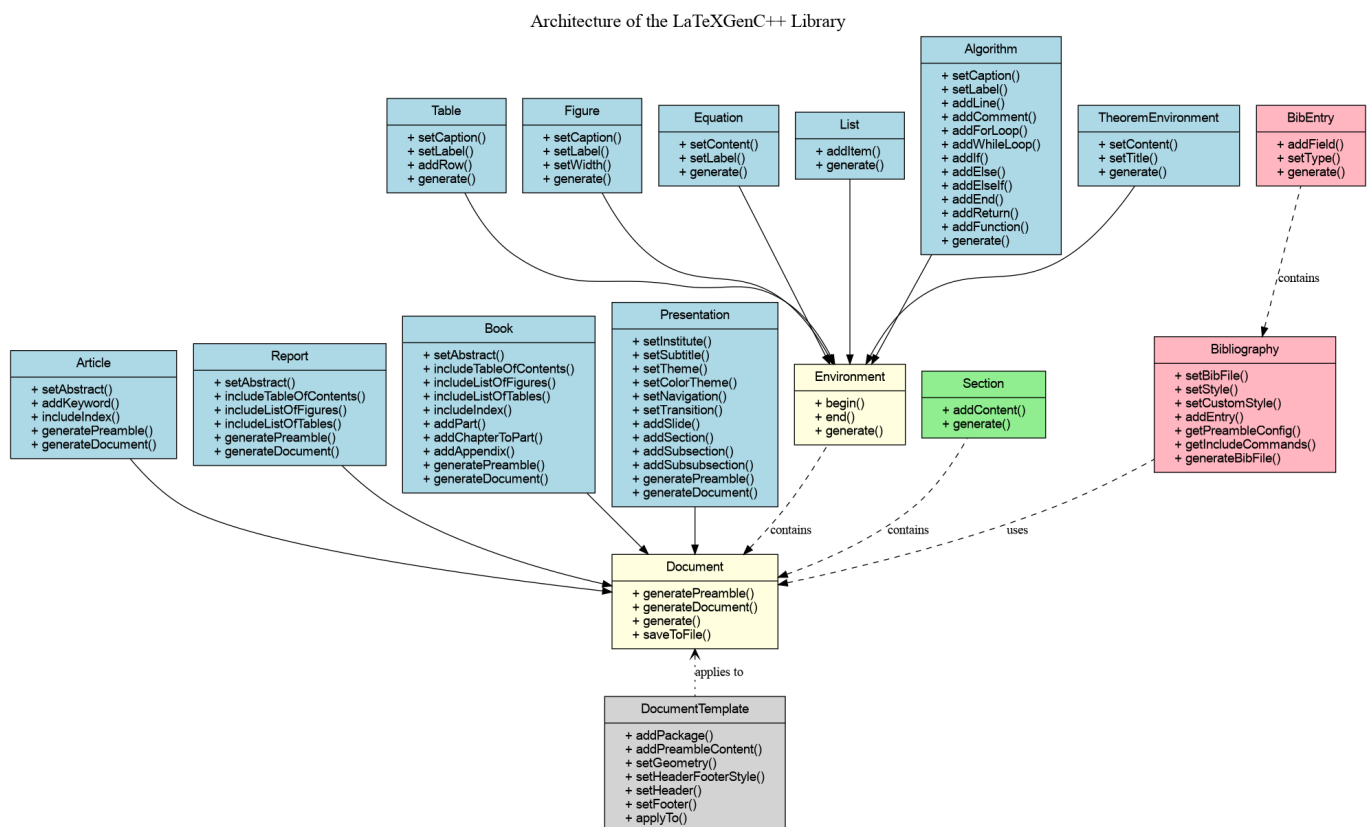 Architecture of the LaTeXGenC++ Library
Algorithm
+ setCaption()
+ setLabel()
+ addLine()
+ addComment()
+ addForLoop()
+ addWhileLoop()
+ addIf()
+ addElse()
+ addElseIf()
+ addEnd()
+ addReturn()
+ addFunction()
+ generate()
Table
+ setCaption()
+ setLabel()
+ addRow()
+ generate()
Figure
+ setCaption()
+ setLabel()
+ setWidth()
+ generate()
Equation
+ setContent()
+ setLabel()
+ generate()
List
+ addItem()
+ generate()
TheoremEnvironment
+ setContent()
+ setTitle()
+ generate()
BibEntry
+ addField()
+ setType()
+ generate()
contains
Article
+ setAbstract()
+ addKeyword()
+ includeIndex()
+ generatePreamble()
+ generateDocument()
Report
+ setAbstract()
+ includeTableOfContents()
+ includeListOfFigures()
+ includeListOfTables()
+ generatePreamble()
+ generateDocument()
Book
+ setAbstract()
+ includeTableOfContents()
+ includeListOfFigures()
+ includeListOfTables()
+ includeIndex()
+ addPart()
+ addChapterToPart()
+ addAppendix()
+ generatePreamble()
+ generateDocument()
Presentation
+ setInstitute()
+ setSubtitle()
+ setTheme()
+ setColorTheme()
+ setNavigation()
+ setTransition()
+ addSlide()
+ addSection()
+ addSubsection()
+ addSubsubsection()
+ generatePreamble()
+ generateDocument()
Environment
+ begin()
+ end()
+ generate()
Section
+ addContent()
+ generate()
Bibliography
+ setBibFile()
+ setStyle()
+ setCustomStyle()
+ addEntry()
+ getPreambleConfig()
+ getIncludeCommands()
+ generateBibFile()
contains
contains
uses
Document
+ generatePreamble()
+ generateDocument()
+ generate()
+ saveToFile()
applies to
DocumentTemplate
+ addPackage()
+ addPreambleContent()
+ setGeometry()
+ setHeaderFooterStyle()
+ setHeader()
+ setFooter()
+ applyTo()